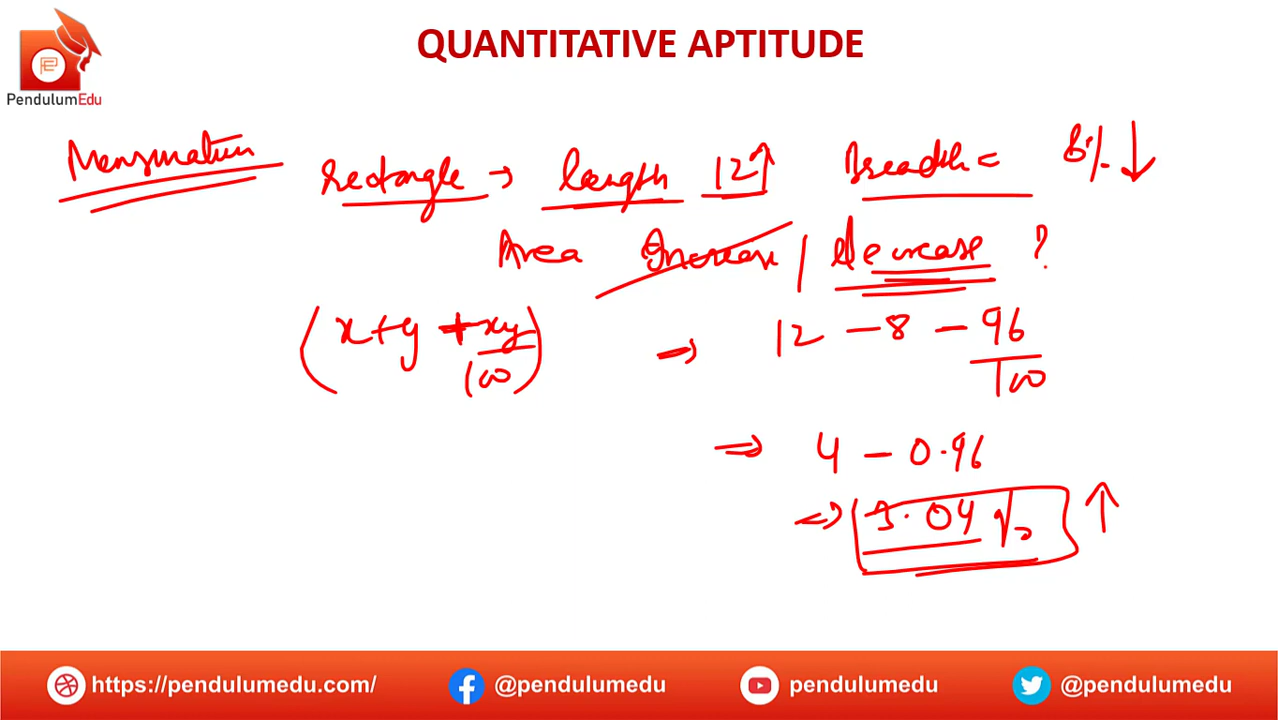 QUANTITATIVE APTITUDE
PendulumEdu
Mensuration rectangle → length 12↑ Breadth = 8% ↓
Area Increase / decrease ?
(x+y + xy/100) ⇒ 12 - 8 - 96/100
⇒ 4 - 0.96
⇒ 3.04 % ↑
https://pendulumedu.com/ @pendulumedu pendulumedu @pendulumedu